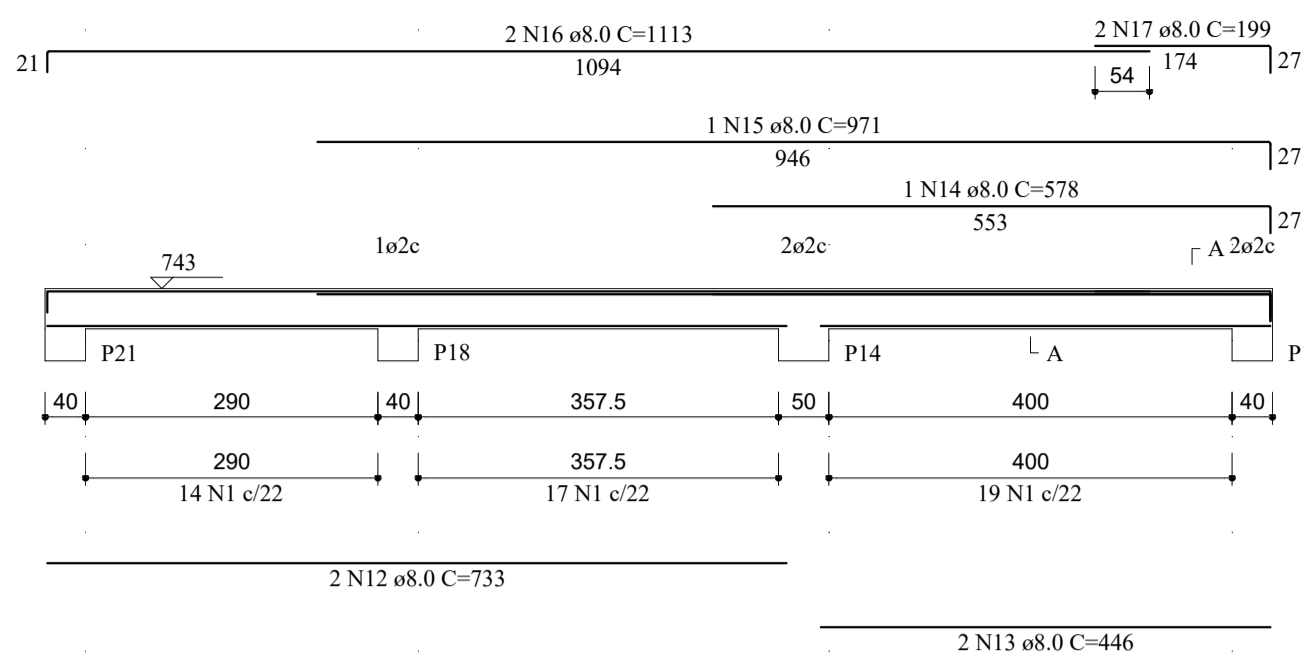 2 N16 ø8.0 C=1113
2 N17 ø8.0 C=199
21
1094
174
27
54
1 N15 ø8.0 C=971
946
27
1 N14 ø8.0 C=578
553
27
1ø2c
2ø2c
A
2ø2c
743
P21
P18
P14
A
P
40
290
40
357.5
50
400
40
290
357.5
400
14 N1 c/22
17 N1 c/22
19 N1 c/22
2 N12 ø8.0 C=733
2 N13 ø8.0 C=446